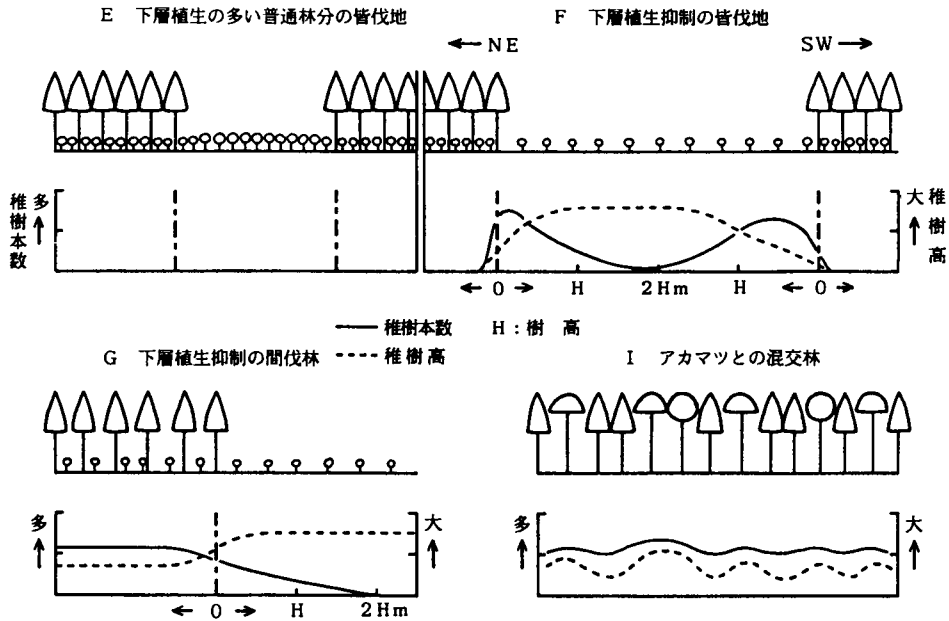 E 下層植生の多い普通林分の皆伐地
F 下層植生抑制の皆伐地
← NE
SW →
稚樹本数
多
↑
大
↑
稚樹高
← 0 → H 2Hm H ← 0 →
稚樹本数 H：樹 高
稚樹高
G 下層植生抑制の間伐林
I アカマツとの混交林
多
↑
大
↑
← 0 → H 2Hm
多
↑
大
↑